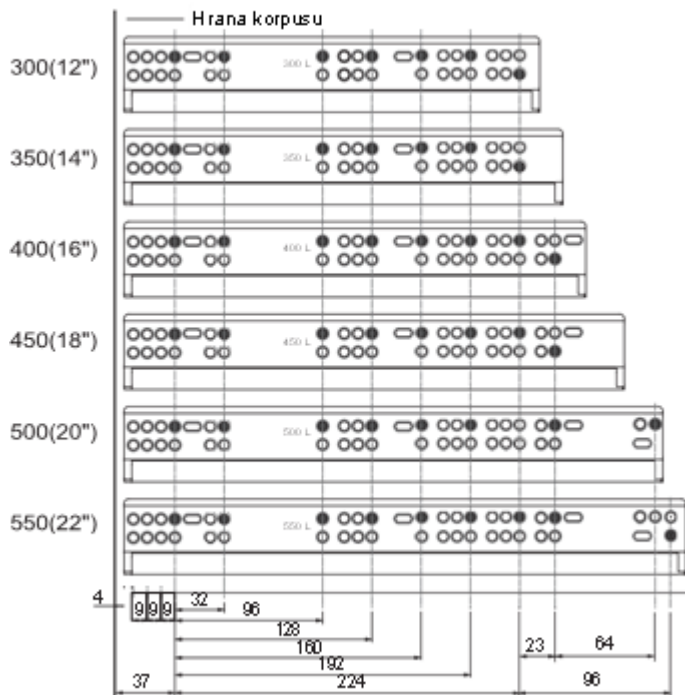 Hrana korpusu
300(12")
300 L
350(14")
350 L
400(16")
400 L
450(18")
450 L
500(20")
500 L
550(22")
550 L
4
9 9 9
32
96
128
160
192
23
64
37
224
96